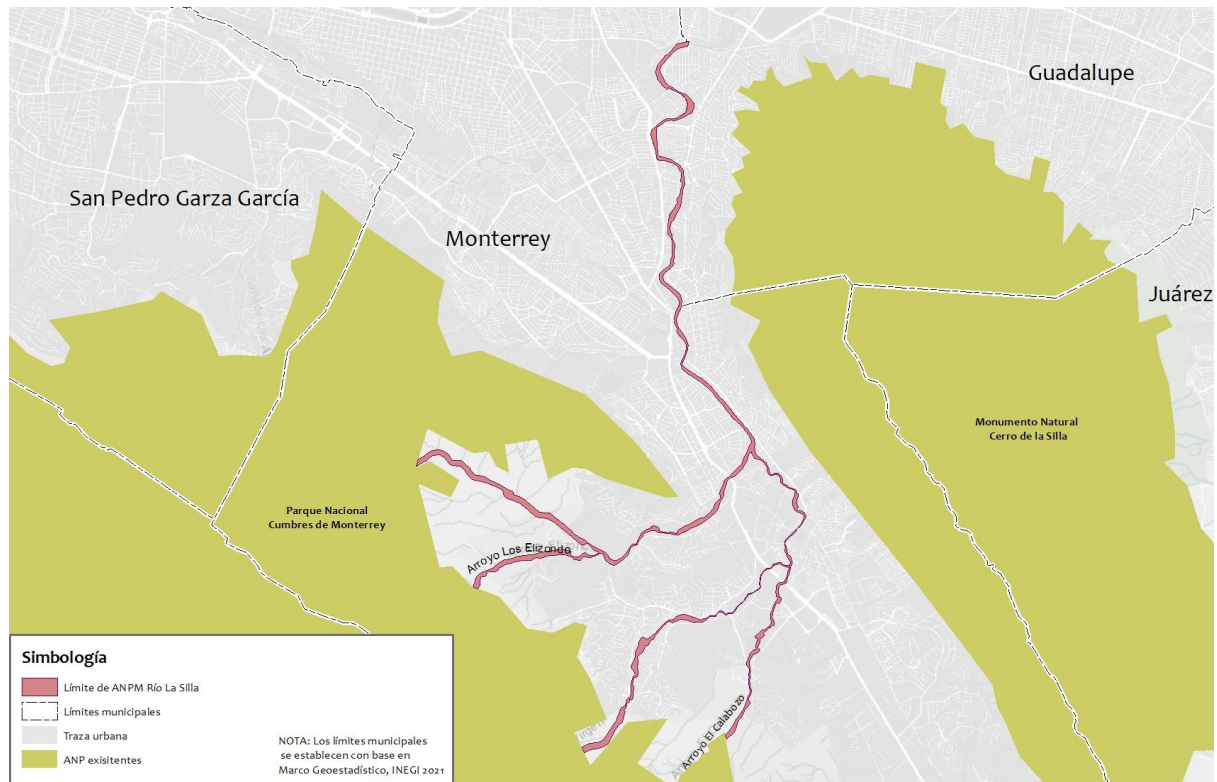 Guadalupe
San Pedro Garza García
Monterrey
Juárez
Monumento Natural
Cerro de la Silla
Parque Nacional
Cumbres de Monterrey
Arroyo Los Elizondo
Arroyo El Calabozo
Simbología
Límite de ANPM Río La Silla
Límites municipales
Traza urbana
ANP exisitentes
NOTA: Los límites municipales
se establecen con base en
Marco Geoestadístico, INEGI 2021